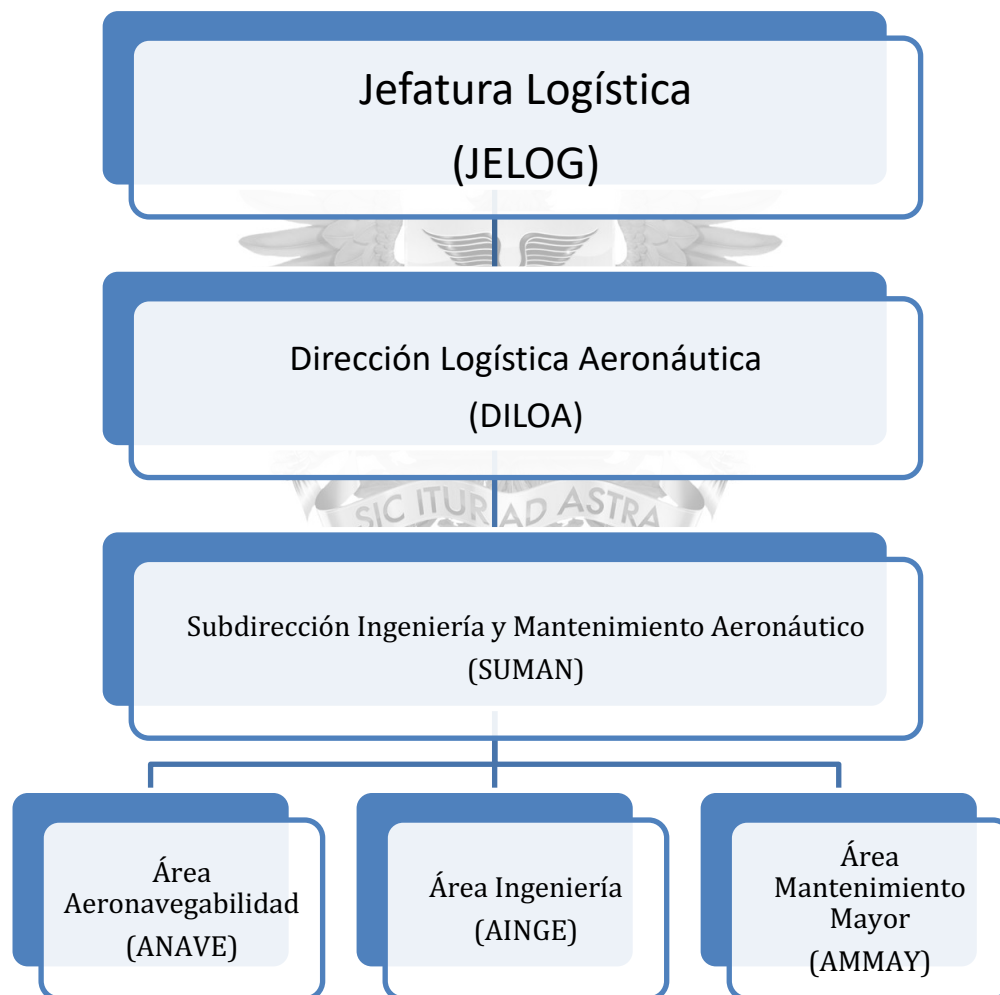 Jefatura Logística
(JELOG)
Dirección Logística Aeronáutica
(DILOA)
SIC ITUR AD ASTRA
Subdirección Ingeniería y Mantenimiento Aeronáutico
(SUMAN)
Área
Aeronavegabilidad
(ANAVE)
Área Ingeniería
(AINGE)
Área
Mantenimiento
Mayor
(AMMAY)